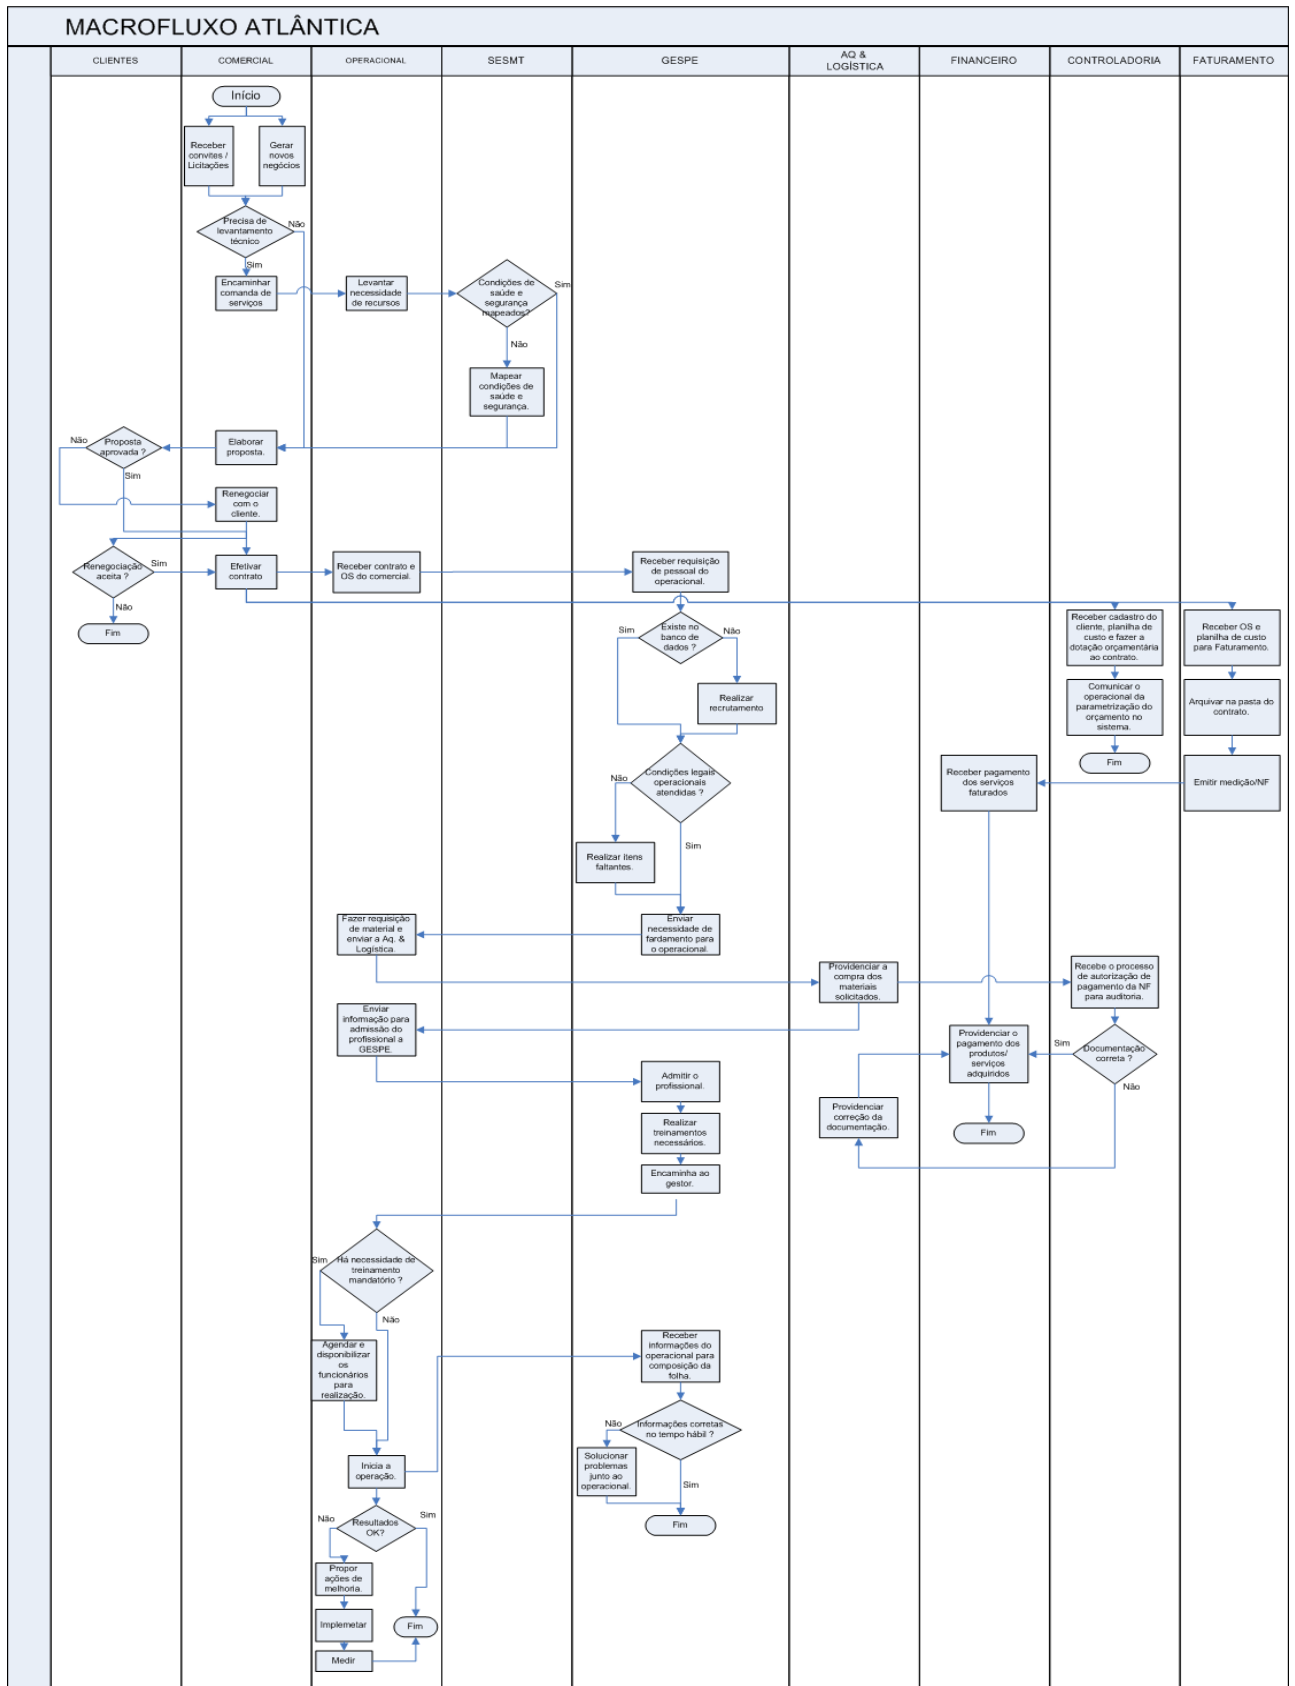 MACROFLUXO ATLÂNTICA
CLIENTES
COMERCIAL
OPERACIONAL
SESMT
GESPE
AQ &
LOGÍSTICA
FINANCEIRO
CONTROLADORIA
FATURAMENTO
Início
Receber
convites /
Licitações
Gerar
novos
negócios
Precisa de
levantamento
técnico
Não
Sim
Encaminhar
comanda de
serviços
Levantar
necessidade
de recursos
Condições de
saúde e
segurança
mapeados?
Sim
Não
Mapear
condições de
saúde e
segurança.
Não
Proposta
aprovada ?
Sim
Elaborar
proposta.
Renegociar
com o
cliente.
Renegociação
aceita ?
Sim
Não
Fim
Efetivar
contrato
Receber contrato e
OS do comercial.
Receber requisição
de pessoal do
operacional.
Sim
Existe no
banco de
dados ?
Não
Realizar
recrutamento
Receber cadastro do
cliente, planilha de
custo e fazer a
dotação orçamentária
ao contrato.
Receber OS e
planilha de custo
para Faturamento.
Comunicar o
operacional da
parametrização do
orçamento no
sistema.
Arquivar na pasta do
contrato.
Fim
Emitir medição/NF
Receber pagamento
dos serviços
faturados
Não
Condições legais
operacionais
atendidas ?
Sim
Realizar itens
faltantes.
Enviar
necessidade de
fardamento para
o operacional.
Fazer requisição
de material e
enviar a Aq. &
Logística.
Providenciar a
compra dos
materiais
solicitados.
Recebe o processo
de autorização de
pagamento da NF
para auditoria.
Enviar
informação para
admissão do
profissional a
GESPE.
Providenciar o
pagamento dos
produtos/
serviços
adquiridos
Sim
Documentação
correta ?
Não
Admitir o
profissional.
Providenciar
correção da
documentação.
Fim
Realizar
treinamentos
necessários.
Encaminha ao
gestor.
Sim
Há necessidade de
treinamento
mandatório ?
Não
Agendar e
disponibilizar
os
funcionários
para
realização.
Receber
informações do
operacional para
composição da
folha.
Não
Informações corretas
no tempo hábil ?
Sim
Solucionar
problemas
junto ao
operacional.
Fim
Inicia a
operação.
Não
Resultados
OK?
Sim
Propor
ações de
melhoria.
Implemetar
Fim
Medir